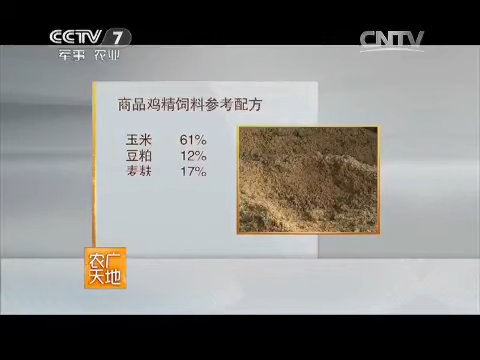 CCTV 7
军事 农业
CNTV
商品鸡精饲料参考配方
玉米 61%
豆粕 12%
麦麸 17%
农广
天地